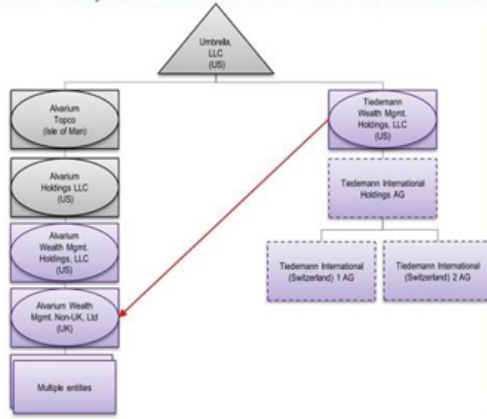 Umbrella,
LLC
(US)
Alvarium
Topco
(Isle of Man)
Tiedemann
Wealth Mgmt.
Holdings, LLC
(US)
Alvarium
Holdings LLC
(US)
Tiedemann International
Holdings AG
Alvarium
Wealth Mgmt.
Holdings, LLC
(US)
Tiedemann International
(Switzerland) 1 AG
Tiedemann International
(Switzerland) 2 AG
Alvarium Wealth
Mgmt. Non-UK, Ltd
(UK)
Multiple entities